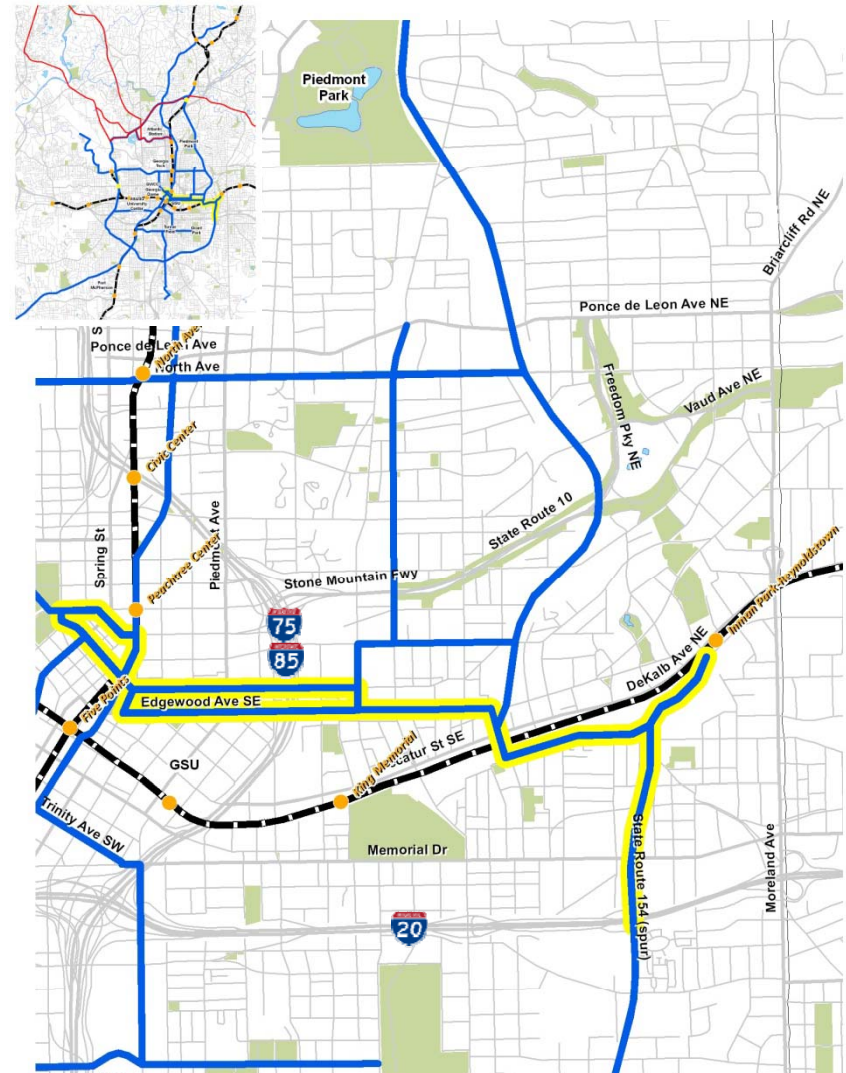 Piedmont
Park
Briarcliff Rd NE
Ponce de Leon Ave NE
Ponce de Leon Ave
North Ave
North Ave
Freedom Pky NE
Vaud Ave NE
Civic Center
State Route 10
Spring St
Piedmont Ave
Stone Mountain Fwy
Peachtree Center
75
85
Inman Park-Reynoldstown
DeKalb Ave NE
Edgewood Ave SE
Five Points
GSU
King Memorial
catur St SE
Trinity Ave SW
Memorial Dr
State Route 154 (spur)
Moreland Ave
20